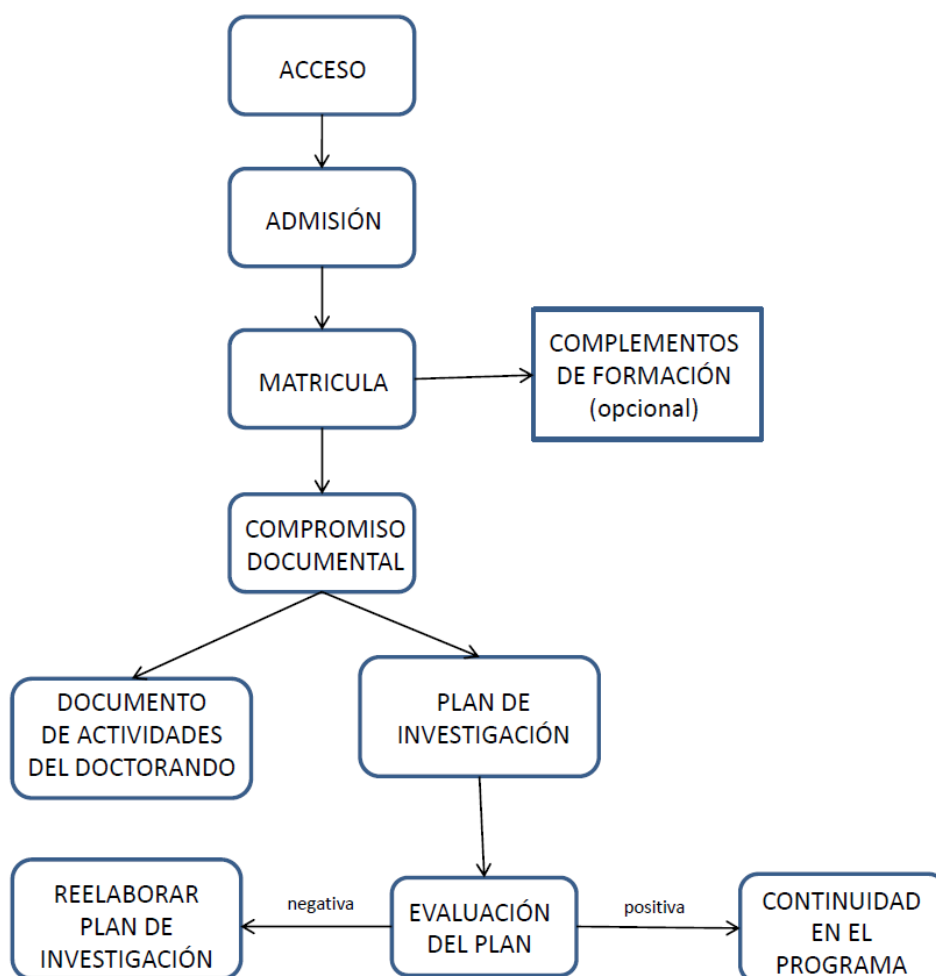 ACCESO
ADMISIÓN
MATRICULA
COMPLEMENTOS
DE FORMACIÓN
(opcional)
COMPROMISO
DOCUMENTAL
DOCUMENTO
DE ACTIVIDADES
DEL DOCTORANDO
PLAN DE
INVESTIGACIÓN
REELABORAR
PLAN DE
INVESTIGACIÓN
negativa
EVALUACIÓN
DEL PLAN
positiva
CONTINUIDAD
EN EL
PROGRAMA